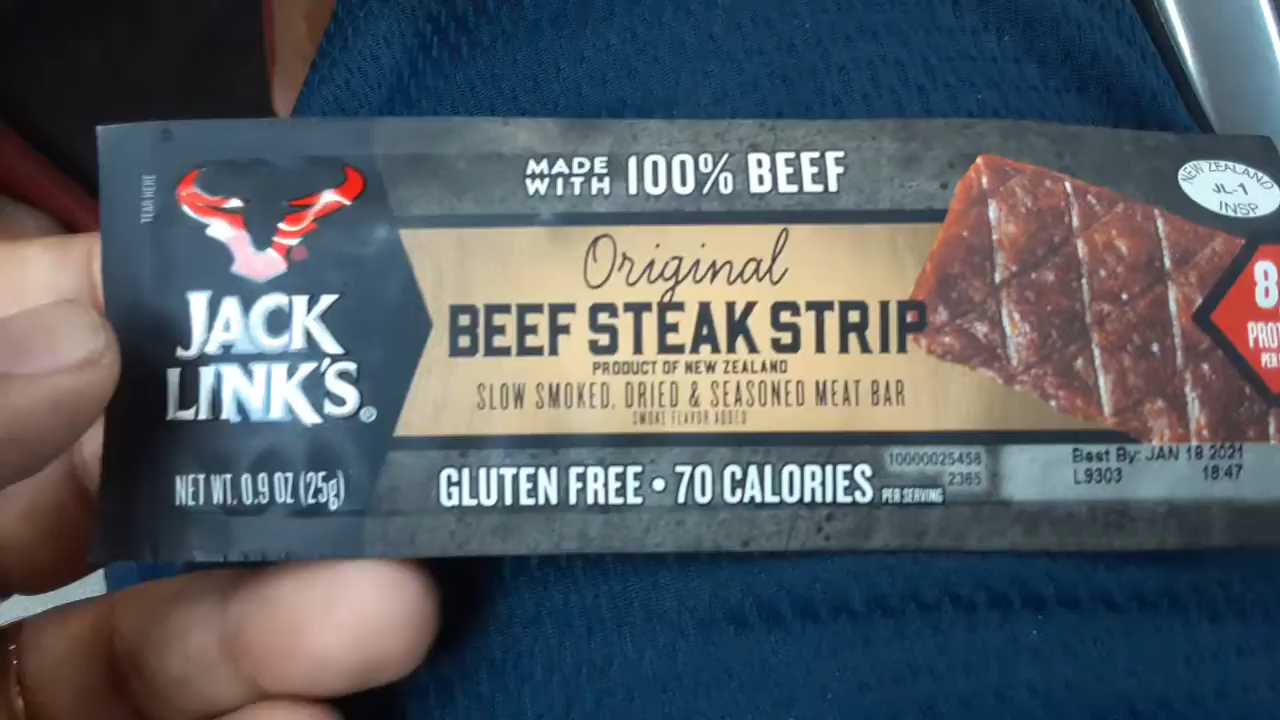 TEAR HERE
JACK
LINK'S®
NET WT. 0.9 OZ (25g)
MADE WITH 100% BEEF
Original
BEEF STEAK STRIP
PRODUCT OF NEW ZEALAND
SLOW SMOKED, DRIED & SEASONED MEAT BAR
SMOKE FLAVOR ADDED
GLUTEN FREE • 70 CALORIES PER SERVING
10000025458
2365
Best By: JAN 18 2021
L9303 18:47
NEW ZEALAND
JL-1
INSP
8